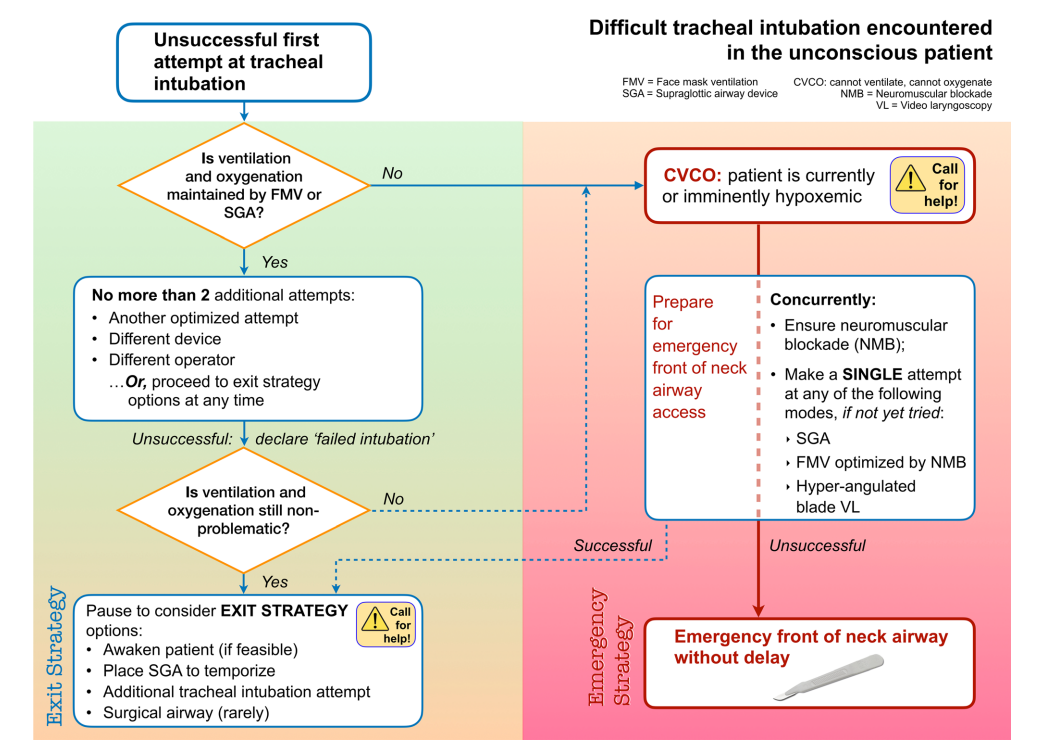 Difficult tracheal intubation encountered
in the unconscious patient
FMV = Face mask ventilation
SGA = Supraglottic airway device
CVCO: cannot ventilate, cannot oxygenate
NMB = Neuromuscular blockade
VL = Video laryngoscopy
Unsuccessful first
attempt at tracheal
intubation
Is ventilation
and oxygenation
maintained by FMV or
SGA?
No
Yes
No more than 2 additional attempts:
• Another optimized attempt
• Different device
• Different operator
…Or, proceed to exit strategy
options at any time
Unsuccessful: declare ‘failed intubation’
Is ventilation and
oxygenation still non-
problematic?
No
Yes
Exit Strategy
Pause to consider EXIT STRATEGY
options:
• Awaken patient (if feasible)
• Place SGA to temporize
• Additional tracheal intubation attempt
• Surgical airway (rarely)
Call
for
help!
CVCO: patient is currently
or imminently hypoxemic
Call
for
help!
Prepare
for
emergency
front of neck
airway
access
Concurrently:
• Ensure neuromuscular
blockade (NMB);
• Make a SINGLE attempt
at any of the following
modes, if not yet tried:
‣ SGA
‣ FMV optimized by NMB
‣ Hyper-angulated
blade VL
Successful
Unsuccessful
Emergency
Strategy
Emergency front of neck airway
without delay